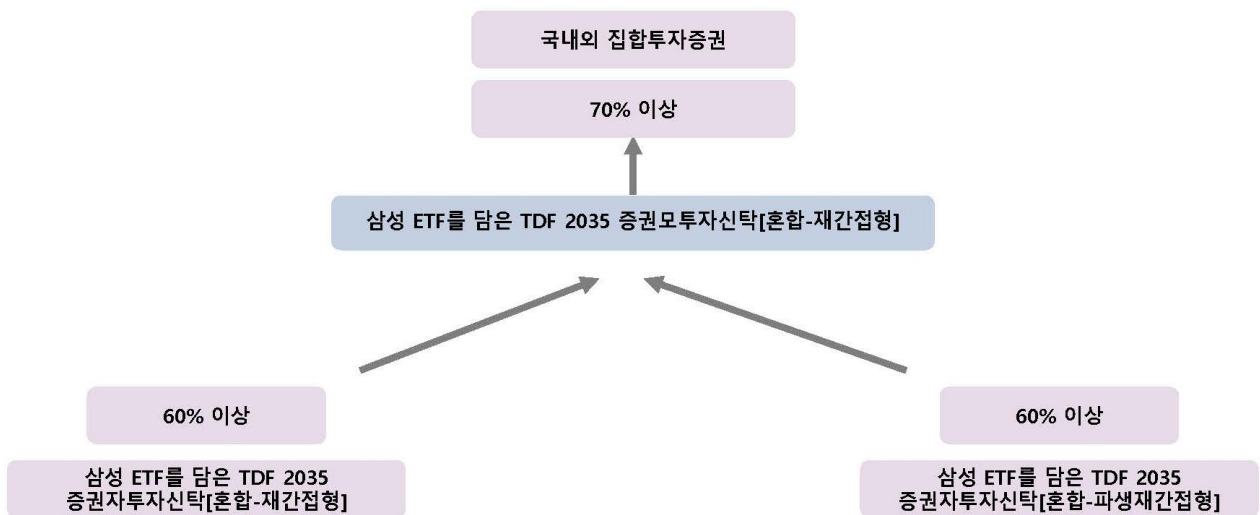 국내외 집합투자증권
70% 이상
삼성 ETF를 담은 TDF 2035 증권모투자신탁[혼합-재간접형]
60% 이상
삼성 ETF를 담은 TDF 2035
증권자투자신탁[혼합-재간접형]
60% 이상
삼성 ETF를 담은 TDF 2035
증권자투자신탁[혼합-파생재간접형]